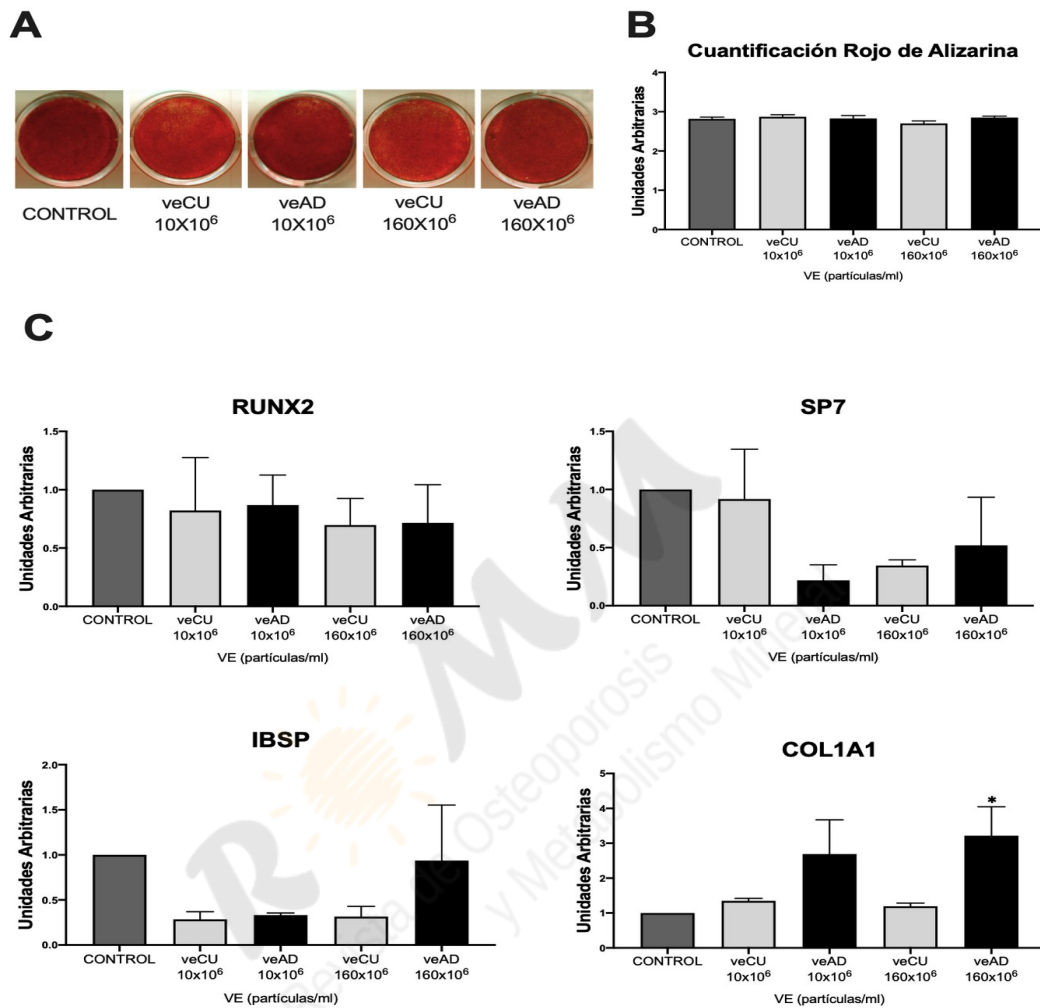 A
CONTROL
veCU
10X10⁶
veAD
10X10⁶
veCU
160X10⁶
veAD
160X10⁶
B
Cuantificación Rojo de Alizarina
Unidades Arbitrarias
4
3
2
1
0
CONTROL
veCU
10x10⁶
veAD
10x10⁶
veCU
160x10⁶
veAD
160x10⁶
VE (partículas/ml)
C
RUNX2
Unidades Arbitrarias
1.5
1.0
0.5
0.0
CONTROL
veCU
10x10⁶
veAD
10x10⁶
veCU
160x10⁶
veAD
160x10⁶
VE (partículas/ml)
SP7
Unidades Arbitrarias
1.5
1.0
0.5
0.0
CONTROL
veCU
10x10⁶
veAD
10x10⁶
veCU
160x10⁶
veAD
160x10⁶
VE (partículas/ml)
IBSP
Unidades Arbitrarias
2.0
1.5
1.0
0.5
0.0
CONTROL
veCU
10x10⁶
veAD
10x10⁶
veCU
160x10⁶
veAD
160x10⁶
VE (partículas/ml)
COL1A1
Unidades Arbitrarias
5
4
3
2
1
0
*
CONTROL
veCU
10x10⁶
veAD
10x10⁶
veCU
160x10⁶
veAD
160x10⁶
VE (partículas/ml)
ROMM
Revista de Osteoporosis
y Metabolismo Mineral